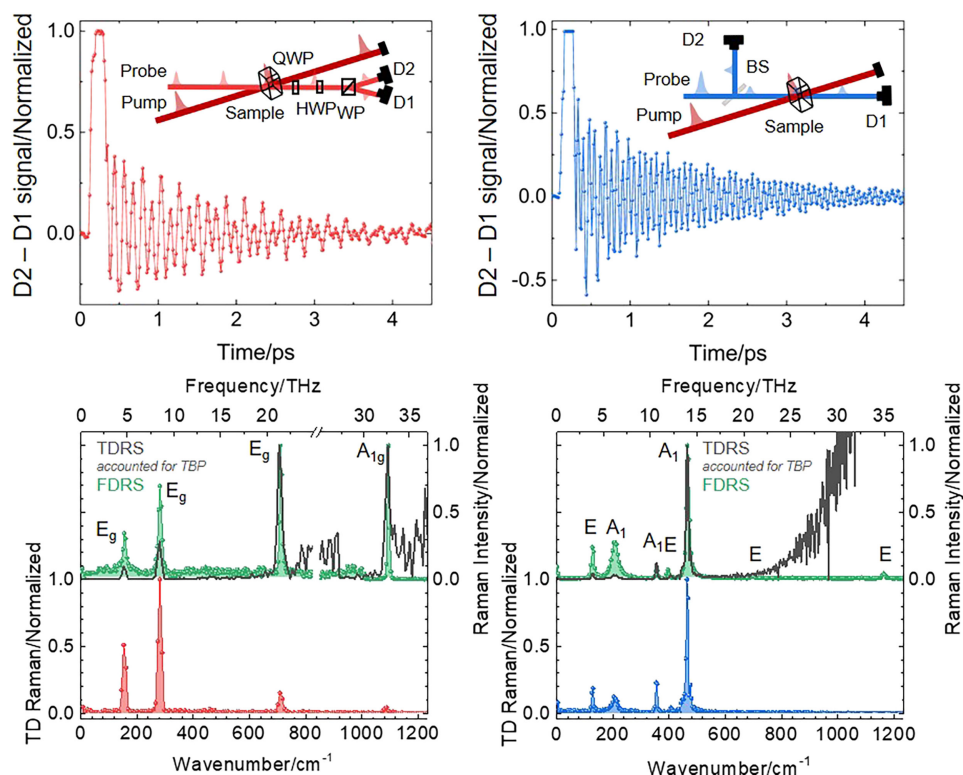 D2 – D1 signal/Normalized
1.0
0.5
0.0
0
1
2
3
4
Time/ps
Probe
Pump
Sample
QWP
HWP
WP
D2
D1
D2 – D1 signal/Normalized
1.0
0.5
0.0
-0.5
0
1
2
3
4
Time/ps
D2
BS
Probe
Pump
Sample
D1
Frequency/THz
0 5 10 15 20 30 35
TDRS
accounted for TBP
FDRS
Eg
Eg
Eg
A1g
1.0
0.5
0.0
Raman Intensity/Normalized
1.0
0.5
0.0
TD Raman/Normalized
0 200 400 600 800 1000 1200
Wavenumber/cm-1
Frequency/THz
0 5 10 15 20 25 30 35
TDRS
accounted for TBP
FDRS
E
A1
A1
E
A1
E
E
1.0
0.5
0.0
Raman Intensity/Normalized
1.0
0.5
0.0
TD Raman/Normalized
0 200 400 600 800 1000 1200
Wavenumber/cm-1